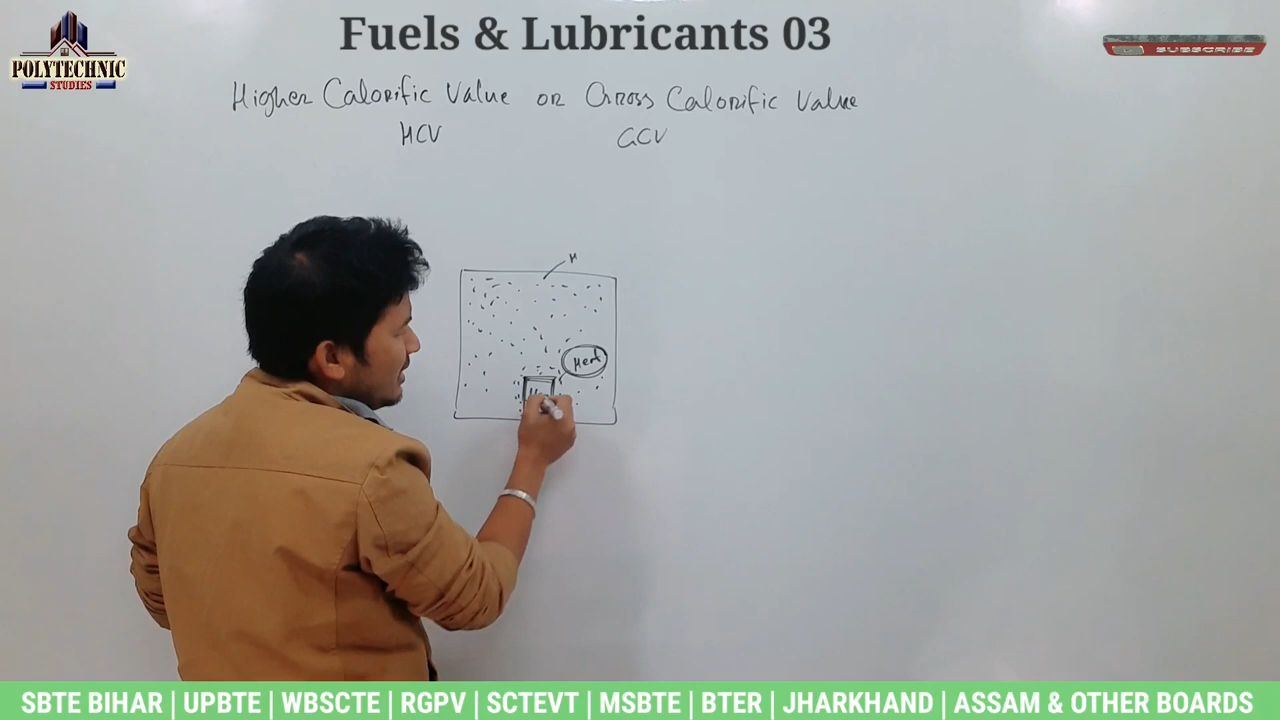 Fuels & Lubricants 03
POLYTECHNIC
STUDIES
SUBSCRIBE
Higher Calorific Value or Gross Calorific Value
HCV GCV
H
Heat
SBTE BIHAR | UPBTE | WBSCTE | RGPV | SCTEVT | MSBTE | BTER | JHARKHAND | ASSAM & OTHER BOARDS